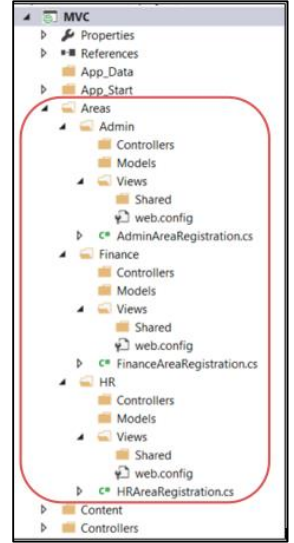 MVC
Properties
References
App_Data
App_Start
Areas
Admin
Controllers
Models
Views
Shared
web.config
C# AdminAreaRegistration.cs
Finance
Controllers
Models
Views
Shared
web.config
C# FinanceAreaRegistration.cs
HR
Controllers
Models
Views
Shared
web.config
C# HRAreaRegistration.cs
Content
Controllers